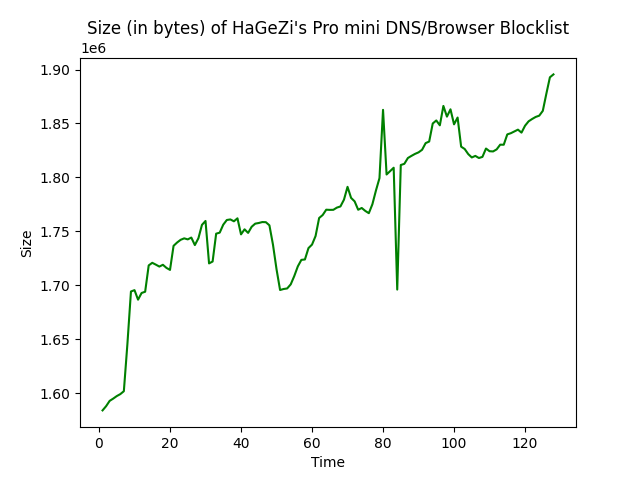 Size (in bytes) of HaGeZi's Pro mini DNS/Browser Blocklist
1e6
1.90
1.85
1.80
1.75
1.70
1.65
1.60
Size
0 20 40 60 80 100 120
Time